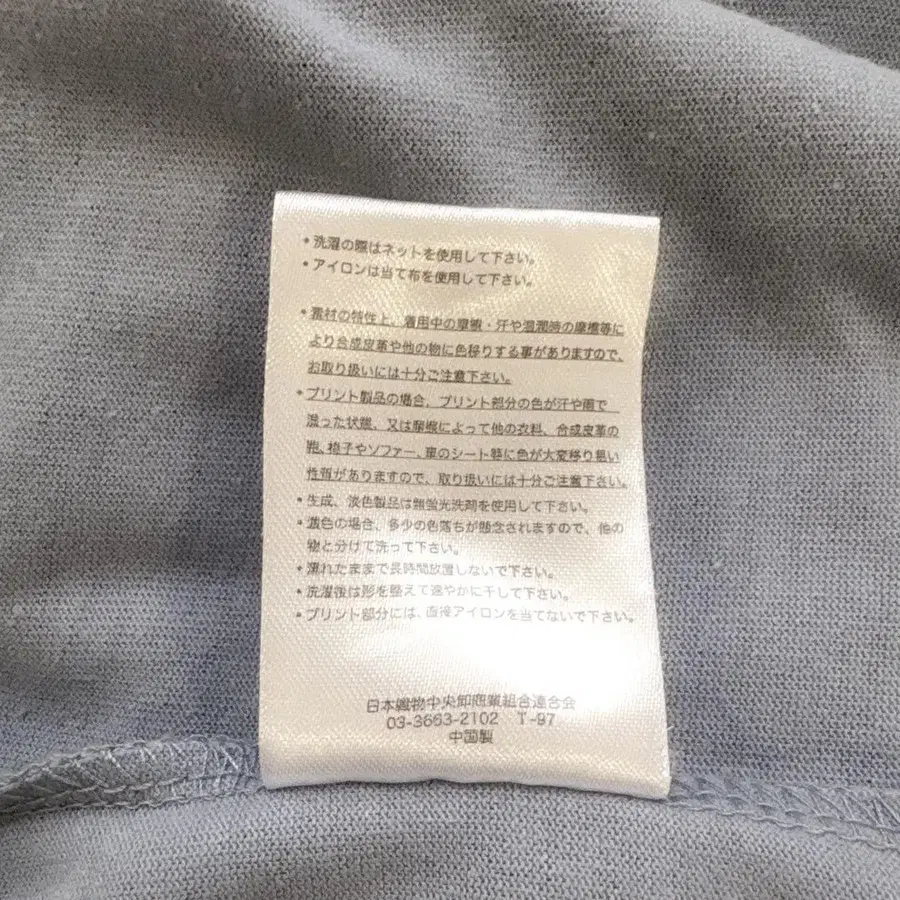 ・洗濯の際はネットを使用して下さい。
・アイロンは当て布を使用して下さい。
・素材の特性上、着用中の摩擦・汗や湿潤時の摩擦等に
より合成皮革や他の物に色移りする事がありますので、
お取り扱いには十分ご注意下さい。
・プリント製品の場合、プリント部分の色が汗や雨で
湿った状態、又は摩擦によって他の衣料、合成皮革の
鞄、椅子やソファー、車のシート等に色が大変移り易い
性質がありますので、取り扱いには十分ご注意下さい。
・生成、淡色製品は無蛍光洗剤を使用して下さい。
・濃色の場合、多少の色落ちが懸念されますので、他の
物と分けて洗って下さい。
・濡れたままで長時間放置しないで下さい。
・洗濯後は形を整えて速やかに干して下さい。
・プリント部分には、直接アイロンを当てないで下さい。
日本織物中央卸商業組合連合会
03-3663-2102 T-97
中国製